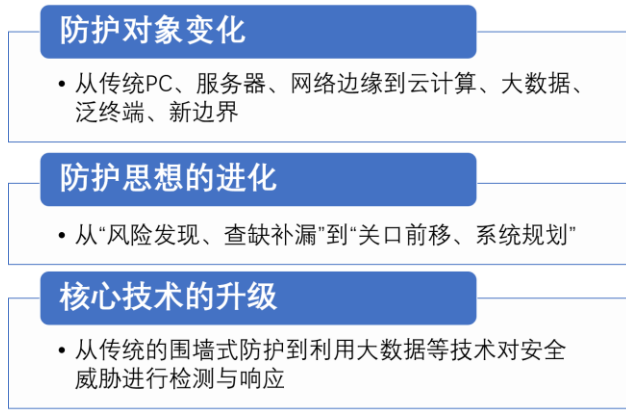 防护对象变化
• 从传统PC、服务器、网络边缘到云计算、大数据、
泛终端、新边界
防护思想的进化
• 从“风险发现、查缺补漏”到“关口前移、系统规划”
核心技术的升级
• 从传统的围墙式防护到利用大数据等技术对安全
威胁进行检测与响应